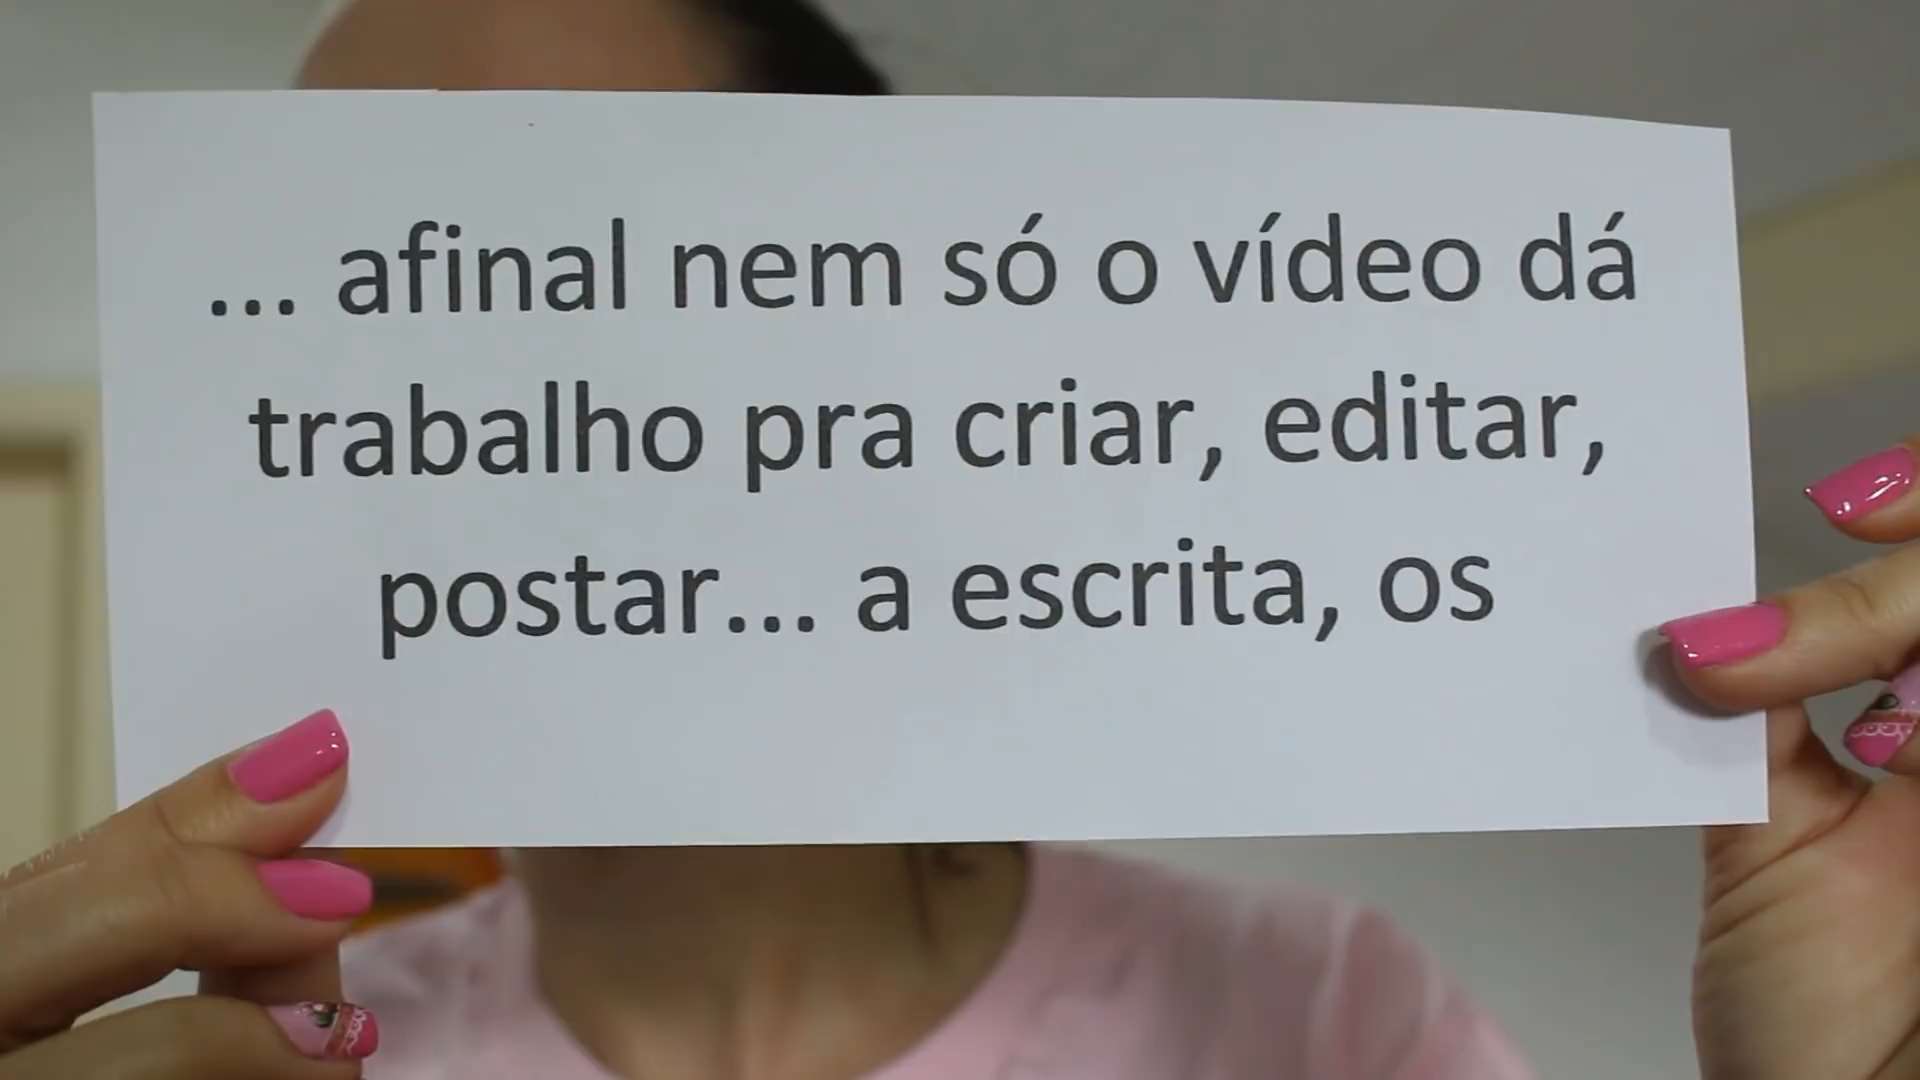 ... afinal nem só o vídeo dá
trabalho pra criar, editar,
postar... a escrita, os